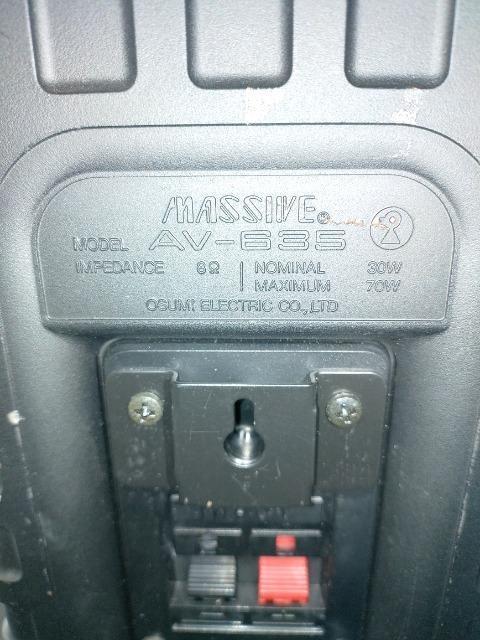 MASSIVE
MODEL AV-635
IMPEDANCE 6Ω NOMINAL 30W
MAXIMUM 70W
OSUMI ELECTRIC CO., LTD